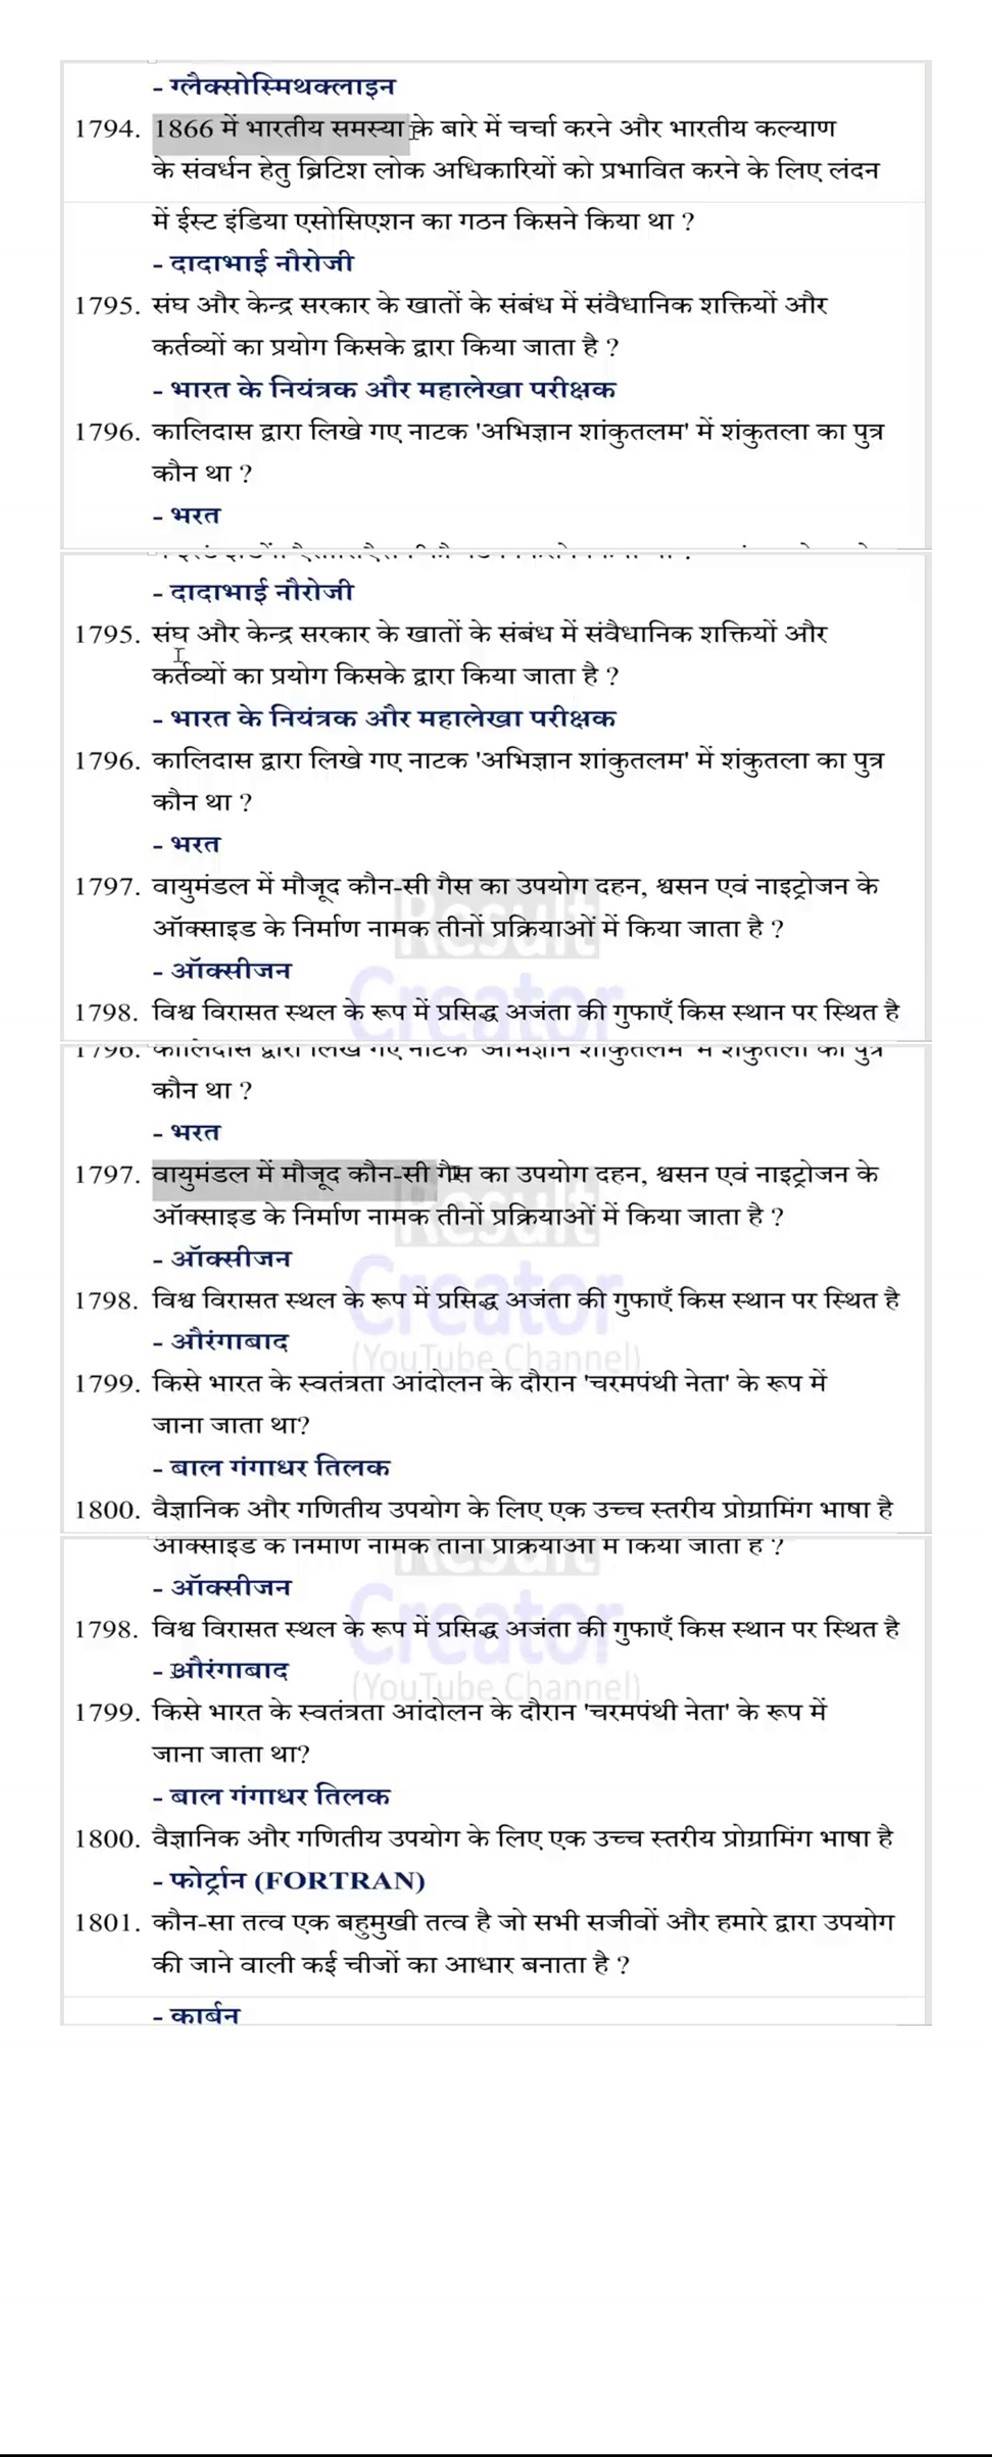 - ग्लैक्सोस्मिथक्लाइन
1794. 1866 में भारतीय समस्या के बारे में चर्चा करने और भारतीय कल्याण
के संवर्धन हेतु ब्रिटिश लोक अधिकारियों को प्रभावित करने के लिए लंदन
में ईस्ट इंडिया एसोसिएशन का गठन किसने किया था ?
- दादाभाई नौरोजी
1795. संघ और केन्द्र सरकार के खातों के संबंध में संवैधानिक शक्तियों और
कर्तव्यों का प्रयोग किसके द्वारा किया जाता है ?
- भारत के नियंत्रक और महालेखा परीक्षक
1796. कालिदास द्वारा लिखे गए नाटक 'अभिज्ञान शांकुतलम' में शंकुतला का पुत्र
कौन था ?
- भरत
- दादाभाई नौरोजी
1795. संघ और केन्द्र सरकार के खातों के संबंध में संवैधानिक शक्तियों और
कर्तव्यों का प्रयोग किसके द्वारा किया जाता है ?
- भारत के नियंत्रक और महालेखा परीक्षक
1796. कालिदास द्वारा लिखे गए नाटक 'अभिज्ञान शांकुतलम' में शंकुतला का पुत्र
कौन था ?
- भरत
1797. वायुमंडल में मौजूद कौन-सी गैस का उपयोग दहन, श्वसन एवं नाइट्रोजन के
Result
ऑक्साइड के निर्माण नामक तीनों प्रक्रियाओं में किया जाता है ?
- ऑक्सीजन
Creator
1798. विश्व विरासत स्थल के रूप में प्रसिद्ध अजंता की गुफाएँ किस स्थान पर स्थित है
1796. कालिदास द्वारा लिखे गए नाटक अभिज्ञान शांकुतलम में शंकुतला का पुत्र
कौन था ?
- भरत
1797. वायुमंडल में मौजूद कौन-सी गैस का उपयोग दहन, श्वसन एवं नाइट्रोजन के
Result
ऑक्साइड के निर्माण नामक तीनों प्रक्रियाओं में किया जाता है ?
- ऑक्सीजन
Creator
1798. विश्व विरासत स्थल के रूप में प्रसिद्ध अजंता की गुफाएँ किस स्थान पर स्थित है
- औरंगाबाद
(YouTube Channel)
1799. किसे भारत के स्वतंत्रता आंदोलन के दौरान 'चरमपंथी नेता' के रूप में
जाना जाता था?
- बाल गंगाधर तिलक
1800. वैज्ञानिक और गणितीय उपयोग के लिए एक उच्च स्तरीय प्रोग्रामिंग भाषा है
ऑक्साइड के निर्माण नामक तीनों प्रक्रियाओं में किया जाता है ?
- ऑक्सीजन
Creator
1798. विश्व विरासत स्थल के रूप में प्रसिद्ध अजंता की गुफाएँ किस स्थान पर स्थित है
- औरंगाबाद
(YouTube Channel)
1799. किसे भारत के स्वतंत्रता आंदोलन के दौरान 'चरमपंथी नेता' के रूप में
जाना जाता था?
- बाल गंगाधर तिलक
1800. वैज्ञानिक और गणितीय उपयोग के लिए एक उच्च स्तरीय प्रोग्रामिंग भाषा है
- फोर्ट्रान (FORTRAN)
1801. कौन-सा तत्व एक बहुमुखी तत्व है जो सभी सजीवों और हमारे द्वारा उपयोग
की जाने वाली कई चीजों का आधार बनाता है ?
- कार्बन